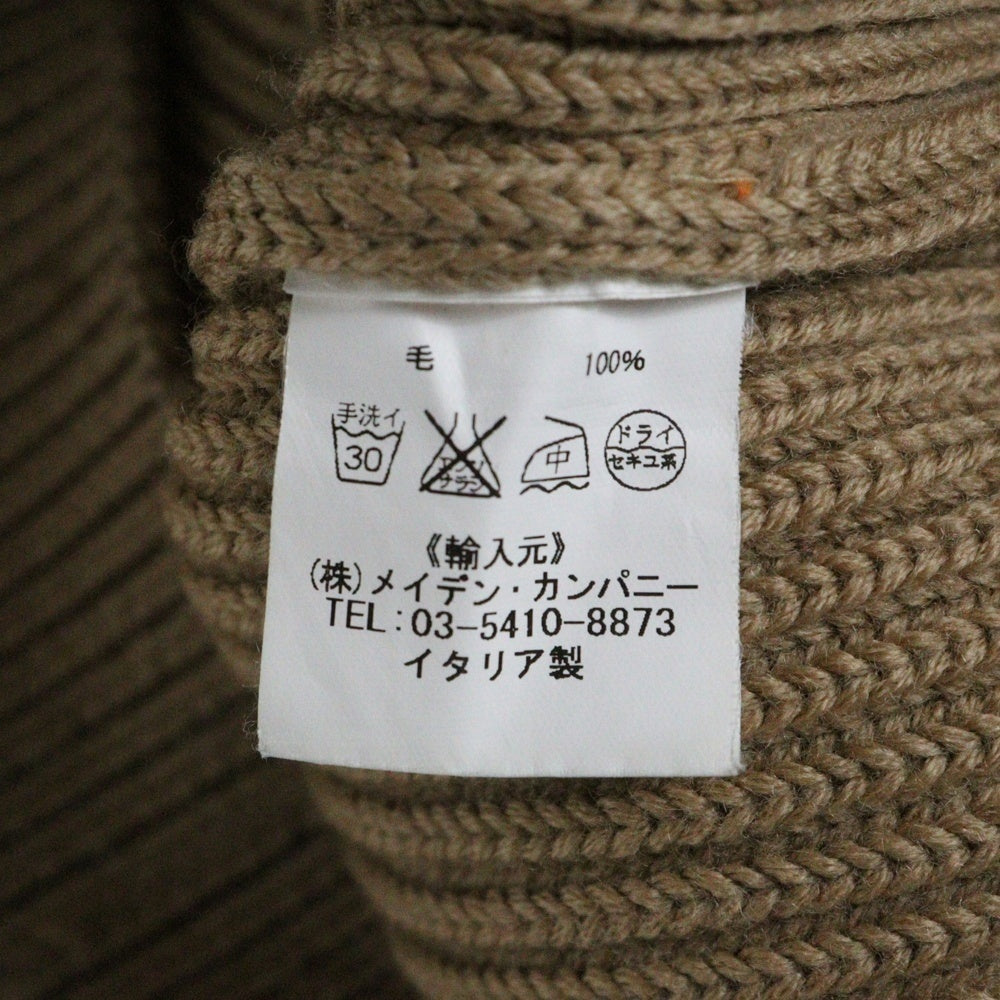 毛 100%
手洗イ
30
エンソ
サラシ
中
ドライ
セキユ系
《輸入元》
(株)メイデン・カンパニー
TEL:03-5410-8873
イタリア製